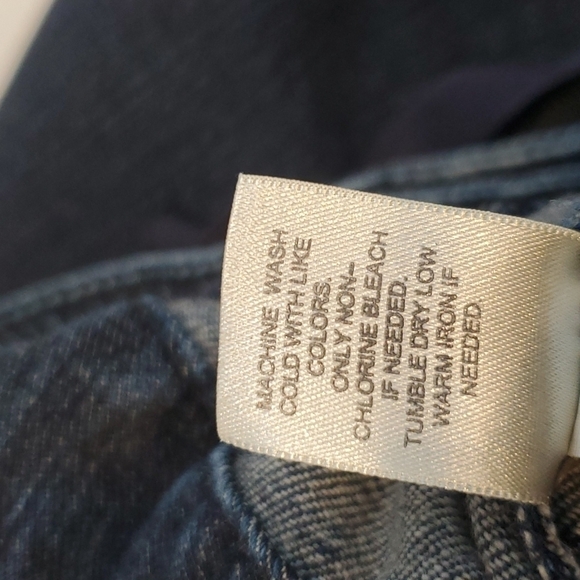 MACHINE WASH
COLD WITH LIKE
COLORS.
ONLY NON-
CHLORINE BLEACH
IF NEEDED.
TUMBLE DRY LOW.
WARM IRON IF
NEEDED